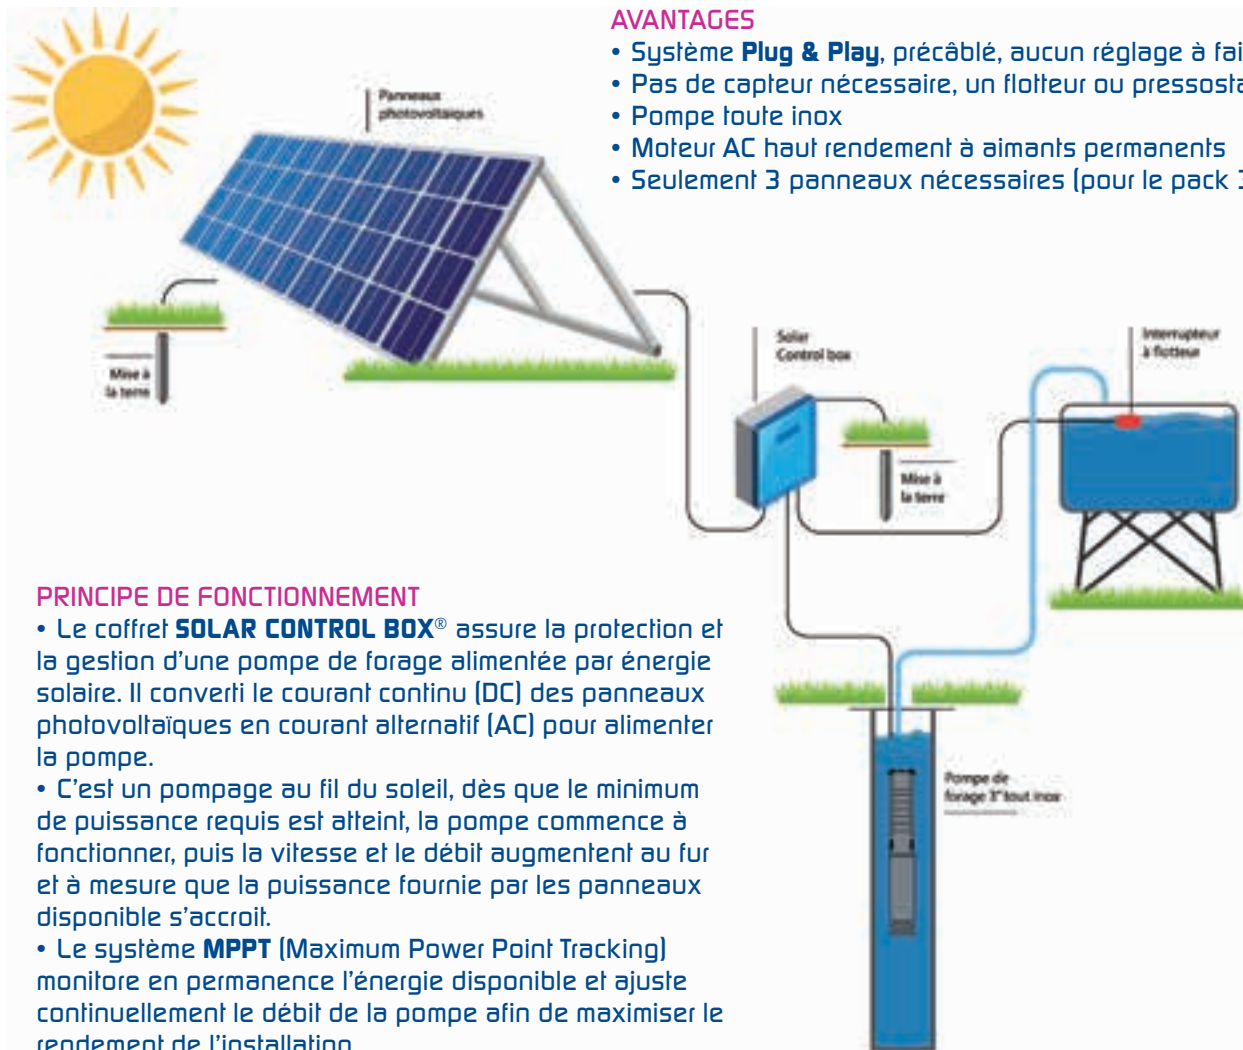 AVANTAGES
• Système Plug & Play, précâblé, aucun réglage à fai
• Pas de capteur nécessaire, un flotteur ou pressosta
• Pompe toute inox
• Moteur AC haut rendement à aimants permanents
• Seulement 3 panneaux nécessaires (pour le pack 3
Panneaux
photovoltaïques
Mise à
la terre
Solar
Control box
Interrupteur
à flotteur
Mise à
la terre
PRINCIPE DE FONCTIONNEMENT
• Le coffret SOLAR CONTROL BOX® assure la protection et
la gestion d'une pompe de forage alimentée par énergie
solaire. Il converti le courant continu (DC) des panneaux
photovoltaïques en courant alternatif (AC) pour alimenter
la pompe.
• C'est un pompage au fil du soleil, dès que le minimum
de puissance requis est atteint, la pompe commence à
fonctionner, puis la vitesse et le débit augmentent au fur
et à mesure que la puissance fournie par les panneaux
disponible s'accroit.
• Le système MPPT (Maximum Power Point Tracking)
monitore en permanence l'énergie disponible et ajuste
continuellement le débit de la pompe afin de maximiser le
rendement de l'installation
Pompe de
forage 3" tout inox